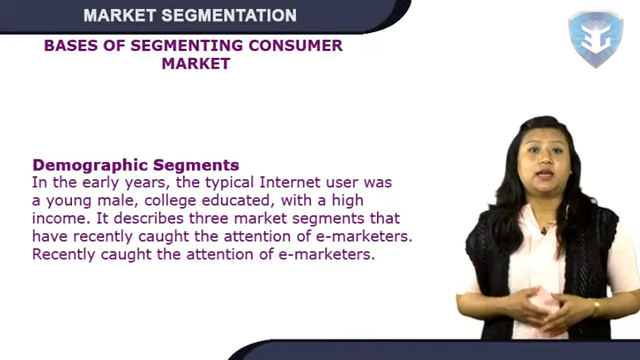 MARKET SEGMENTATION
BASES OF SEGMENTING CONSUMER
MARKET
Demographic Segments
In the early years, the typical Internet user was
a young male, college educated, with a high
income. It describes three market segments that
have recently caught the attention of e-marketers.
Recently caught the attention of e-marketers.